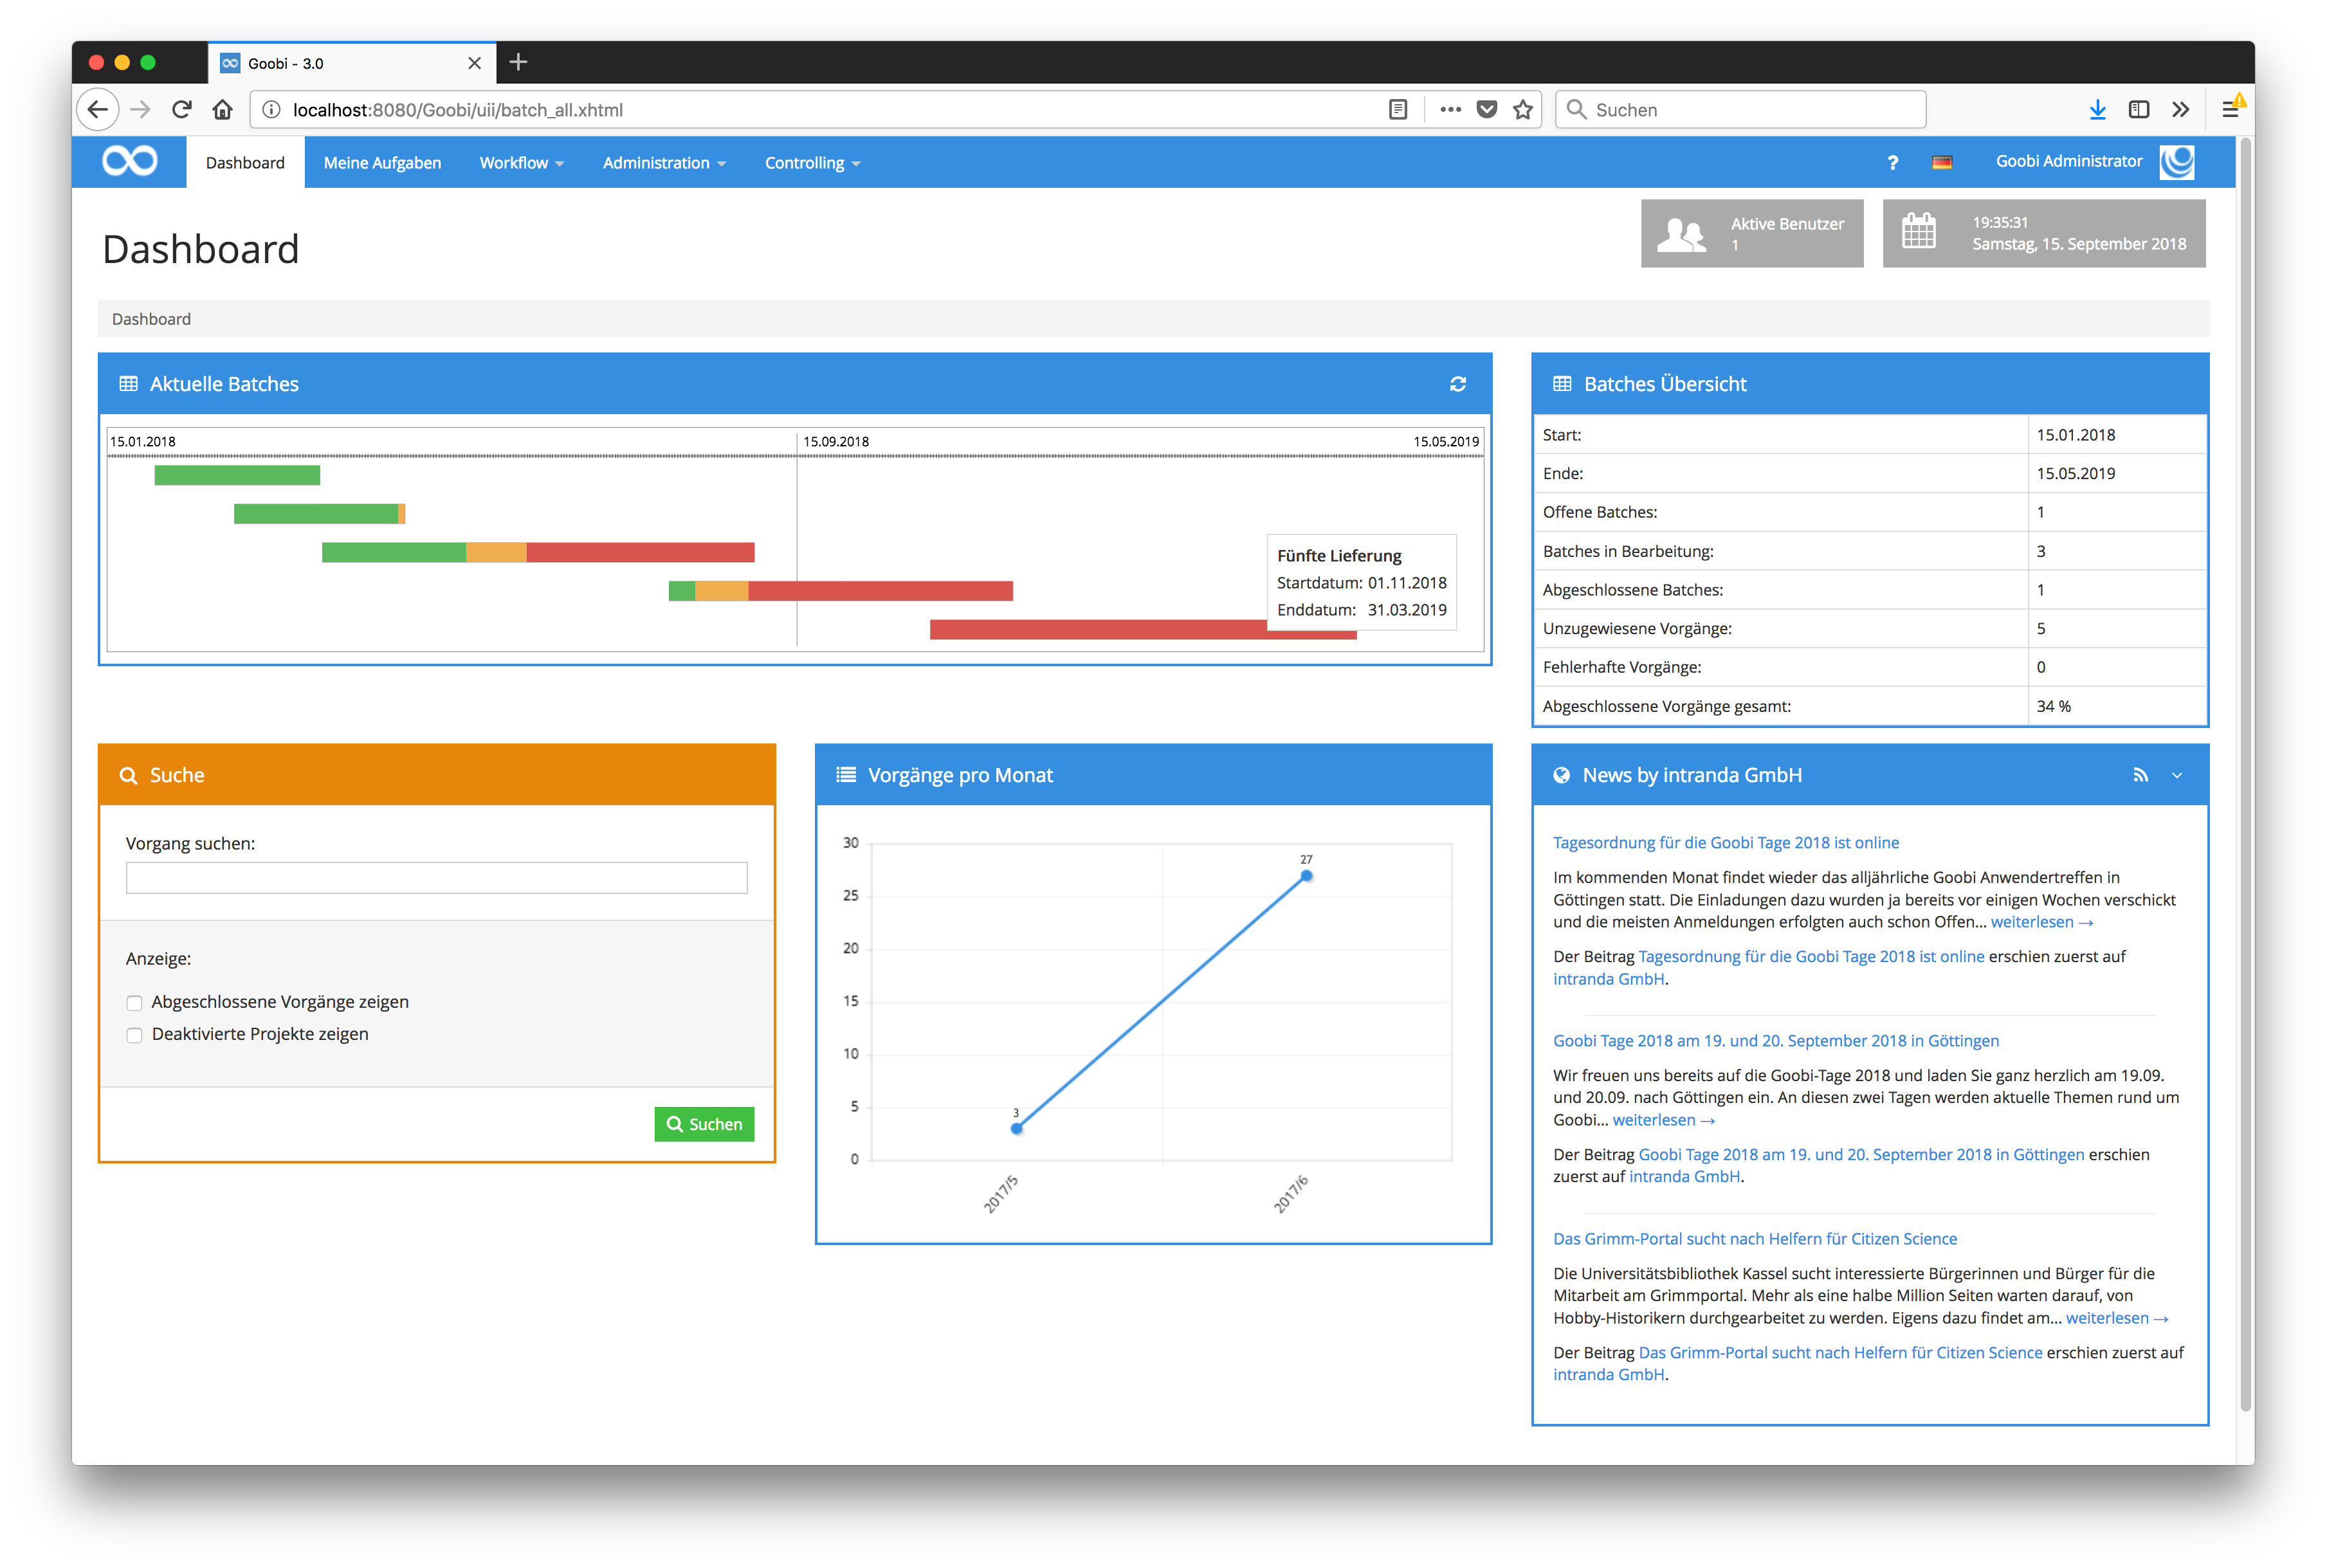 Goobi - 3.0
localhost:8080/Goobi/uii/batch_all.xhtml
Suchen
Dashboard
Meine Aufgaben
Workflow
Administration
Controlling
?
Goobi Administrator
Dashboard
Aktive Benutzer
1
19:35:31
Samstag, 15. September 2018
Dashboard
Aktuelle Batches
15.01.2018
15.09.2018
15.05.2019
Fünfte Lieferung
Startdatum: 01.11.2018
Enddatum: 31.03.2019
Batches Übersicht
Start: 15.01.2018
Ende: 15.05.2019
Offene Batches: 1
Batches in Bearbeitung: 3
Abgeschlossene Batches: 1
Unzugewiesene Vorgänge: 5
Fehlerhafte Vorgänge: 0
Abgeschlossene Vorgänge gesamt: 34 %
Suche
Vorgang suchen:
Anzeige:
Abgeschlossene Vorgänge zeigen
Deaktivierte Projekte zeigen
Suchen
Vorgänge pro Monat
30
25
20
15
10
5
0
27
3
2017/5
2017/6
News by intranda GmbH
Tagesordnung für die Goobi Tage 2018 ist online
Im kommenden Monat findet wieder das alljährliche Goobi Anwendertreffen in
Göttingen statt. Die Einladungen dazu wurden ja bereits vor einigen Wochen verschickt
und die meisten Anmeldungen erfolgten auch schon Offen... weiterlesen →
Der Beitrag Tagesordnung für die Goobi Tage 2018 ist online erschien zuerst auf
intranda GmbH.
Goobi Tage 2018 am 19. und 20. September 2018 in Göttingen
Wir freuen uns bereits auf die Goobi-Tage 2018 und laden Sie ganz herzlich am 19.09.
und 20.09. nach Göttingen ein. An diesen zwei Tagen werden aktuelle Themen rund um
Goobi... weiterlesen →
Der Beitrag Goobi Tage 2018 am 19. und 20. September 2018 in Göttingen erschien
zuerst auf intranda GmbH.
Das Grimm-Portal sucht nach Helfern für Citizen Science
Die Universitätsbibliothek Kassel sucht interessierte Bürgerinnen und Bürger für die
Mitarbeit am Grimmportal. Mehr als eine halbe Million Seiten warten darauf, von
Hobby-Historikern durchgearbeitet zu werden. Eigens dazu findet am... weiterlesen →
Der Beitrag Das Grimm-Portal sucht nach Helfern für Citizen Science erschien zuerst auf
intranda GmbH.